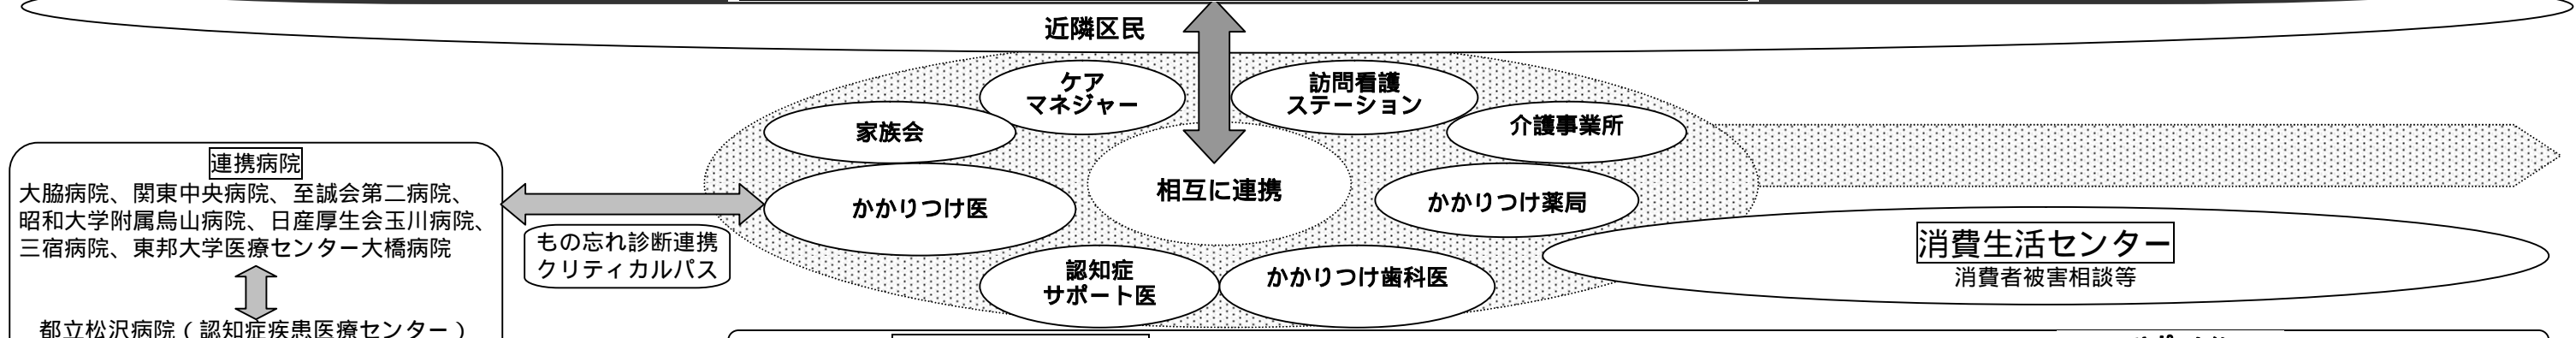 近隣区民
ケア
マネジャー
訪問看護
ステーション
家族会
介護事業所
連携病院
大脇病院、関東中央病院、至誠会第二病院、
昭和大学附属烏山病院、日産厚生会玉川病院、
三宿病院、東邦大学医療センター大橋病院
都立松沢病院（認知症疾患医療センター）
もの忘れ診断連携
クリティカルパス
かかりつけ医
相互に連携
かかりつけ薬局
認知症
サポート医
かかりつけ歯科医
消費生活センター
消費者被害相談等